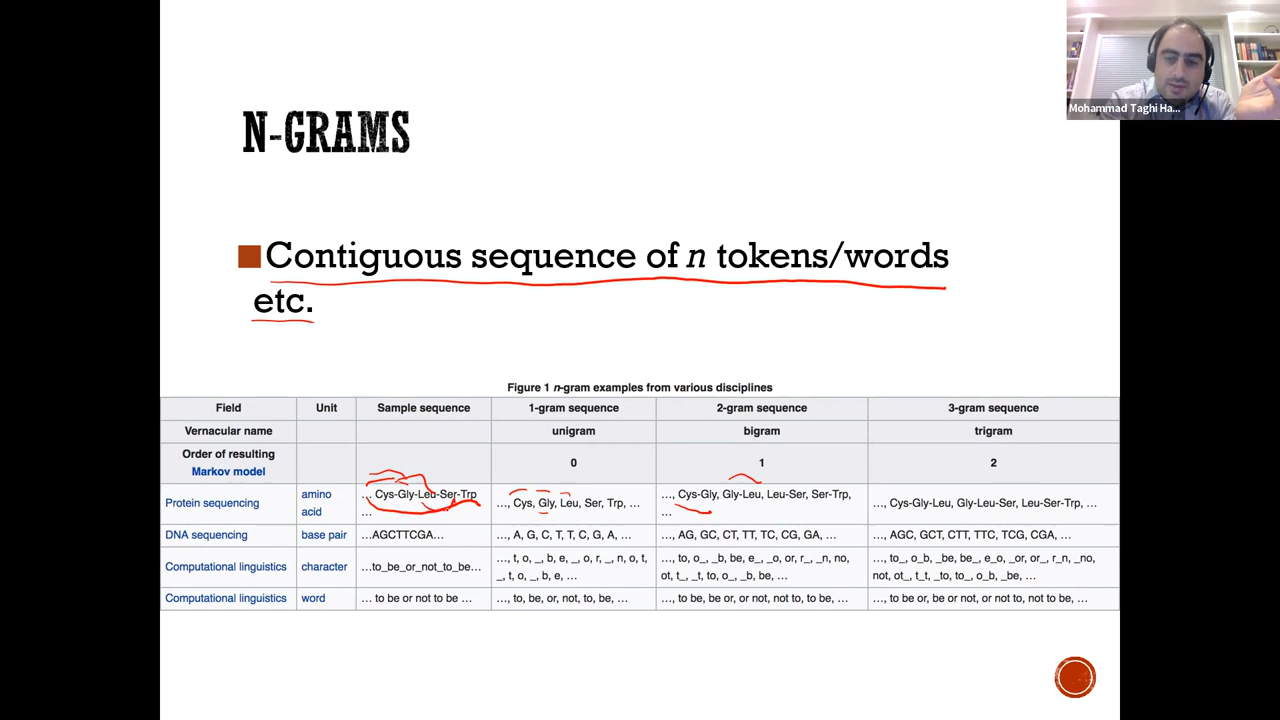 Mohammad Taghi Ha...
N-GRAMS
Contiguous sequence of n tokens/words
etc.
Figure 1 n-gram examples from various disciplines
Field Unit Sample sequence 1-gram sequence 2-gram sequence 3-gram sequence
Vernacular name unigram bigram trigram
Order of resulting
Markov model 0 1 2
Protein sequencing amino acid … Cys-Gly-Leu-Ser-Trp … …, Cys, Gly, Leu, Ser, Trp, … …, Cys-Gly, Gly-Leu, Leu-Ser, Ser-Trp, … …, Cys-Gly-Leu, Gly-Leu-Ser, Leu-Ser-Trp, …
DNA sequencing base pair …AGCTTCGA… …, A, G, C, T, T, C, G, A, … …, AG, GC, CT, TT, TC, CG, GA, … …, AGC, GCT, CTT, TTC, TCG, CGA, …
Computational linguistics character …to_be_or_not_to_be… …, t, o, _, b, e, _, o, r, _, n, o, t, _, t, o, _, b, e, … …, to, o_, _b, be, e_, _o, or, r_, _n, no, ot, t_, _t, to, o_, _b, be, … …, to_, o_b, _be, be_, e_o, _or, or_, r_n, _no, not, ot_, t_t, _to, to_, o_b, _be, …
Computational linguistics word … to be or not to be … …, to, be, or, not, to, be, … …, to be, be or, or not, not to, to be, … …, to be or, be or not, or not to, not to be, …